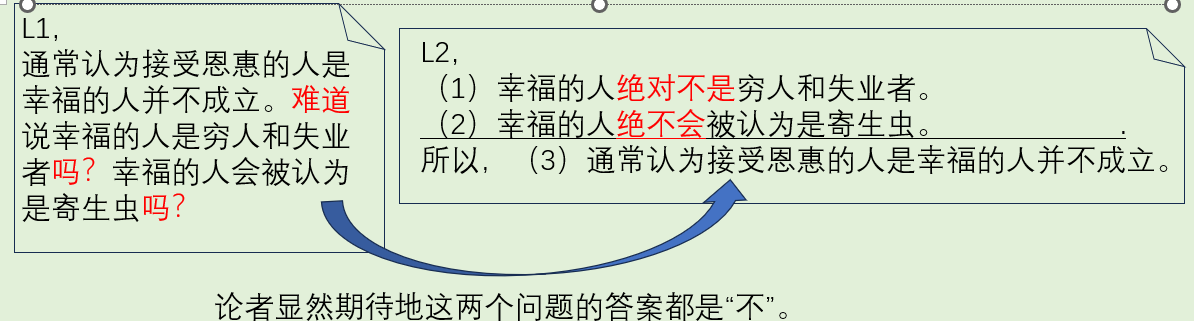 L1,
通常认为接受恩惠的人是
幸福的人并不成立。难道
说幸福的人是穷人和失业
者吗？幸福的人会被认为
是寄生虫吗？
L2,
（1）幸福的人绝对不是穷人和失业者。
（2）幸福的人绝不会被认为是寄生虫。 .
所以，（3）通常认为接受恩惠的人是幸福的人并不成立。
论者显然期待地这两个问题的答案都是“不”。